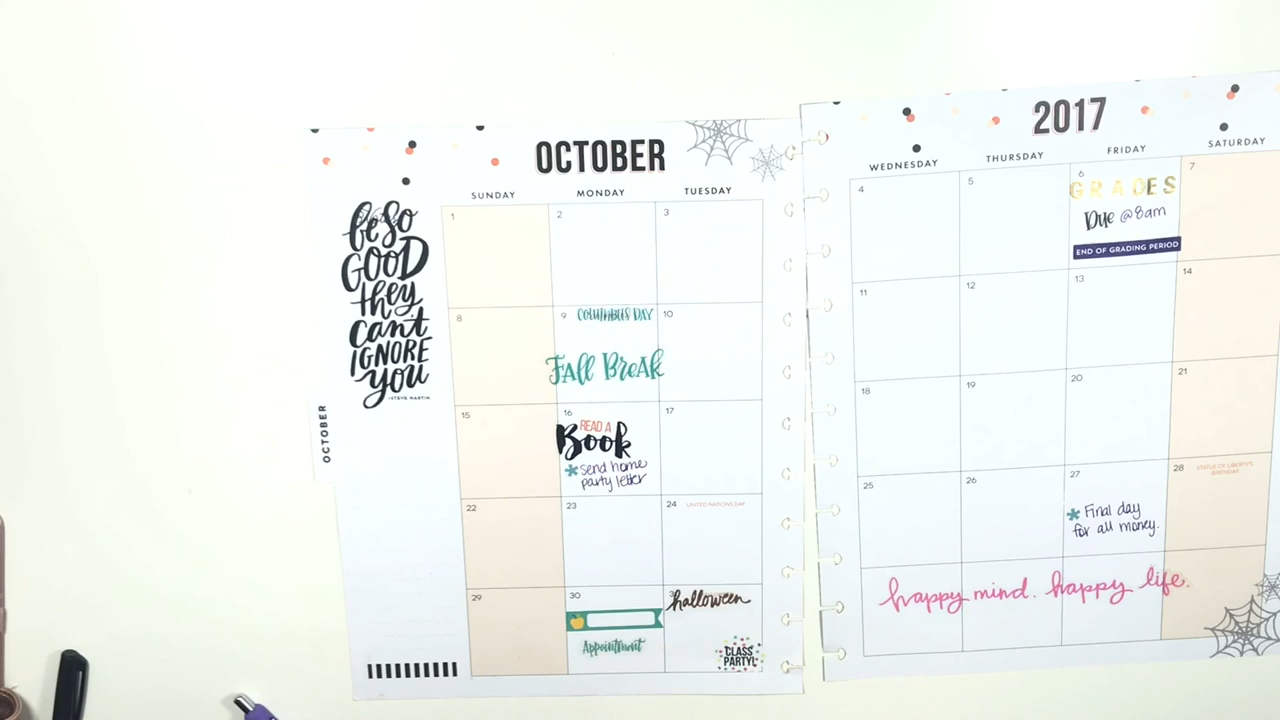 OCTOBER
SUNDAY MONDAY TUESDAY
be so
GOOD
they
can't
IGNORE
you
-STEVE MARTIN
OCTOBER
1 2 3
8 9 COLUMBUS DAY 10
FALL BREAK
15 16 17
READ A
Book
* send home
party letter
22 23 24 UNITED NATIONS DAY
29 30 halloween
Appointment
CLASS
PARTY!
2017
WEDNESDAY THURSDAY FRIDAY SATURDAY
4 5 6 7
GRADES
Due @ 8am
END OF GRADING PERIOD
11 12 13 14
18 19 20 21
25 26 27 28 STATUE OF LIBERTY'S
BIRTHDAY
* Final day
for all money.
happy mind. happy life.